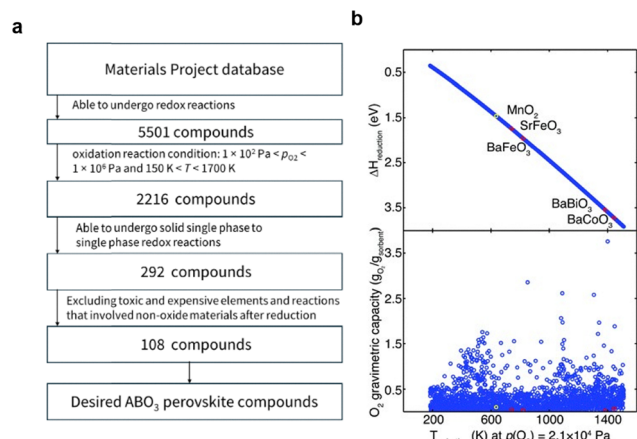 a
Materials Project database
Able to undergo redox reactions
5501 compounds
oxidation reaction condition: 1 × 10² Pa < pO₂ <
1 × 10⁶ Pa and 150 K < T < 1700 K
2216 compounds
Able to undergo solid single phase to
single phase redox reactions
292 compounds
Excluding toxic and expensive elements and reactions
that involved non-oxide materials after reduction
108 compounds
Desired ABO₃ perovskite compounds
b
ΔHreduction (eV)
0.5
1.5
2.5
3.5
MnO₂
SrFeO₃
BaFeO₃
BaBiO₃
BaCoO₃
O₂ gravimetric capacity (gO₂/gsorbent)
3.5
2.5
1.5
0.5
200 600 1000 1400
(K) at p(O₂) = 2.1×10⁴ Pa